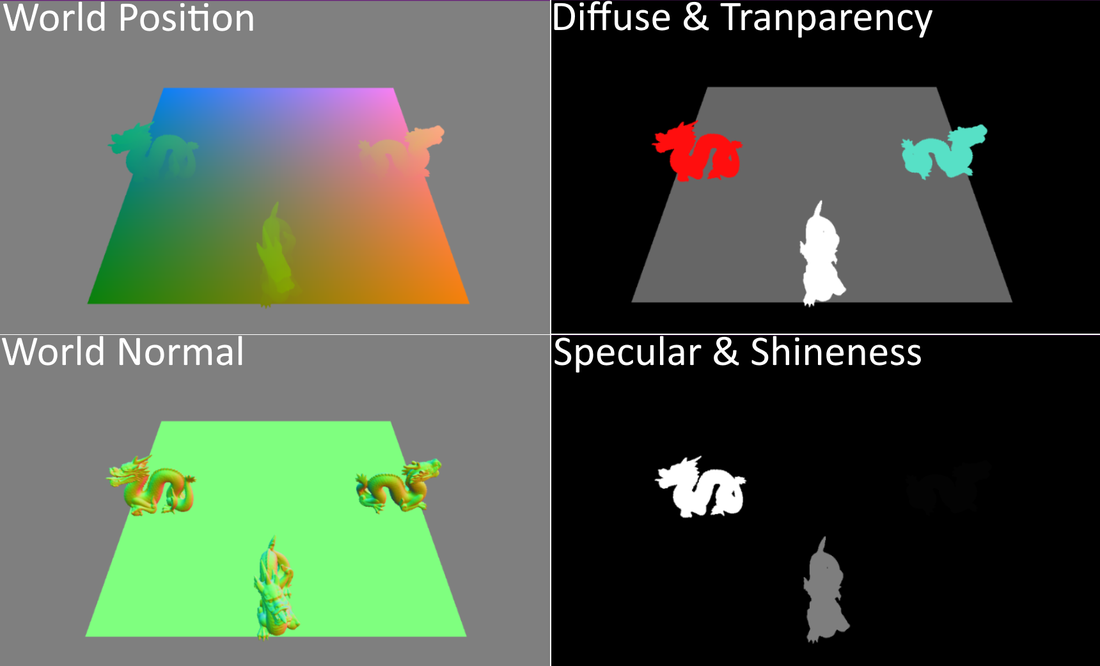 World Position
Diffuse & Tranparency
World Normal
Specular & Shineness